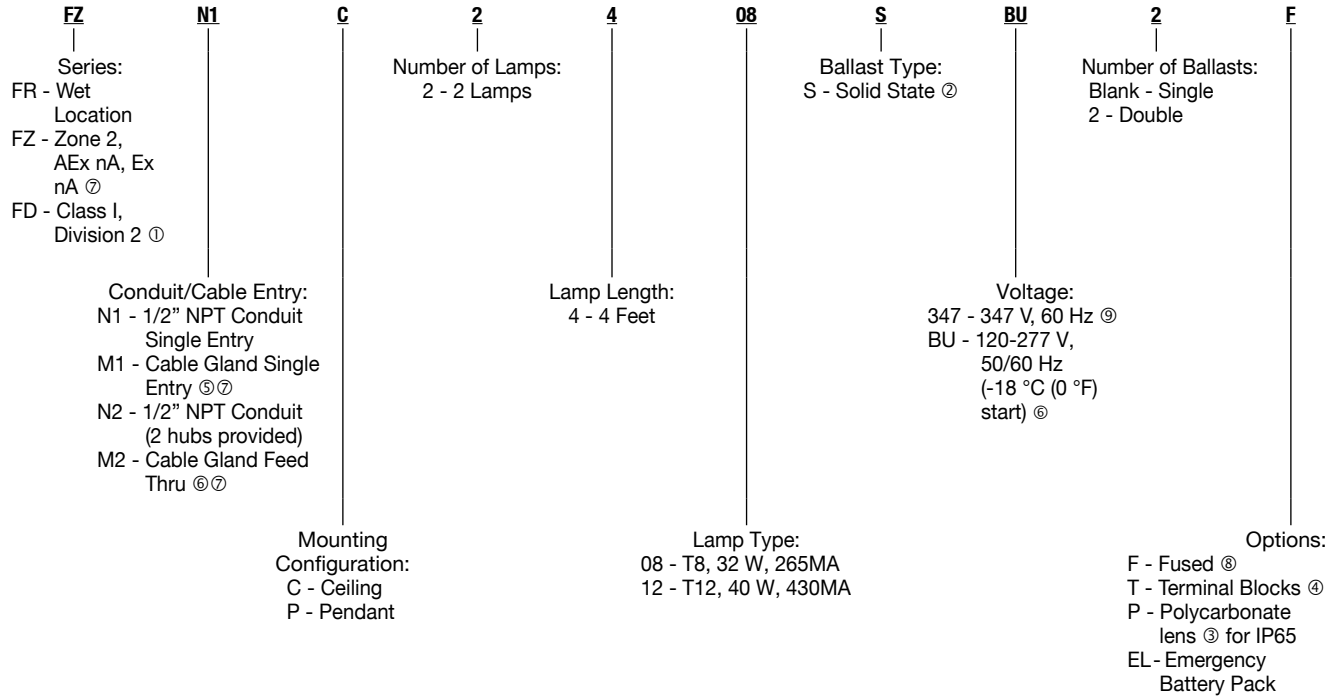 FZ N1 C 2 4 08 S BU 2 F
Series:
FR - Wet
Location
FZ - Zone 2,
AEx nA, Ex
nA ⑦
FD - Class I,
Division 2 ①
Number of Lamps:
2 - 2 Lamps
Ballast Type:
S - Solid State ②
Number of Ballasts:
Blank - Single
2 - Double
Conduit/Cable Entry:
N1 - 1/2” NPT Conduit
Single Entry
M1 - Cable Gland Single
Entry ⑤⑦
N2 - 1/2” NPT Conduit
(2 hubs provided)
M2 - Cable Gland Feed
Thru ⑥⑦
Lamp Length:
4 - 4 Feet
Voltage:
347 - 347 V, 60 Hz ⑨
BU - 120-277 V,
50/60 Hz
(-18 °C (0 °F)
start) ⑥
Mounting
Configuration:
C - Ceiling
P - Pendant
Lamp Type:
08 - T8, 32 W, 265MA
12 - T12, 40 W, 430MA
Options:
F - Fused ⑧
T - Terminal Blocks ④
P - Polycarbonate
lens ③ for IP65
EL - Emergency
Battery Pack